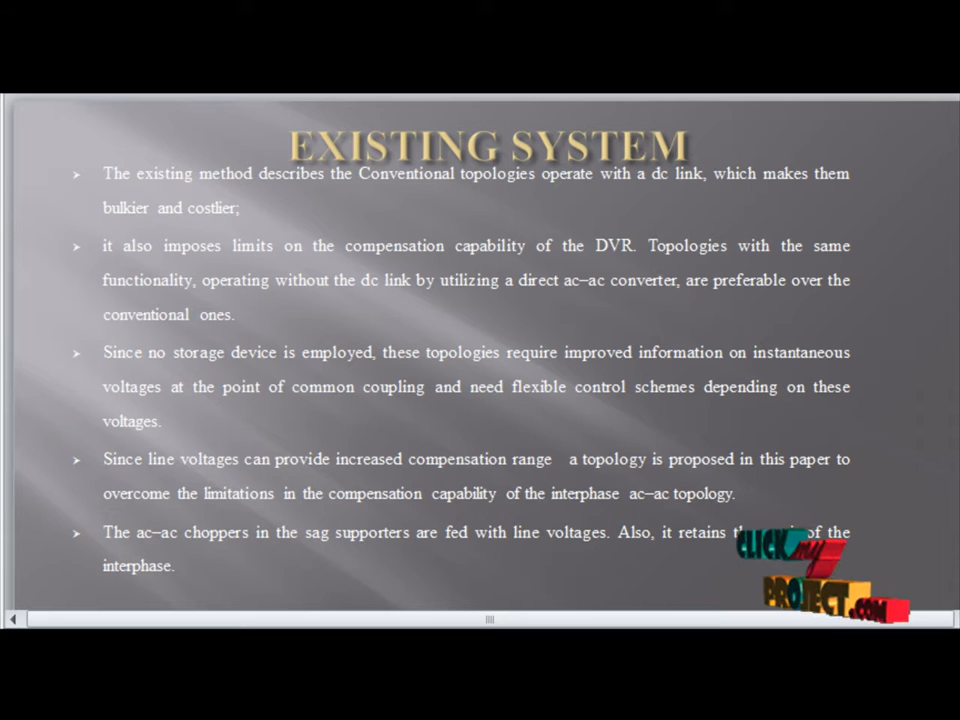 EXISTING SYSTEM
➢ The existing method describes the Conventional topologies operate with a dc link, which makes them
bulkier and costlier;
➢ it also imposes limits on the compensation capability of the DVR. Topologies with the same
functionality, operating without the dc link by utilizing a direct ac–ac converter, are preferable over the
conventional ones.
➢ Since no storage device is employed, these topologies require improved information on instantaneous
voltages at the point of common coupling and need flexible control schemes depending on these
voltages.
➢ Since line voltages can provide increased compensation range a topology is proposed in this paper to
overcome the limitations in the compensation capability of the interphase ac–ac topology.
➢ The ac–ac choppers in the sag supporters are fed with line voltages. Also, it retains of the
interphase.
CLICK my
PROJECT.COM